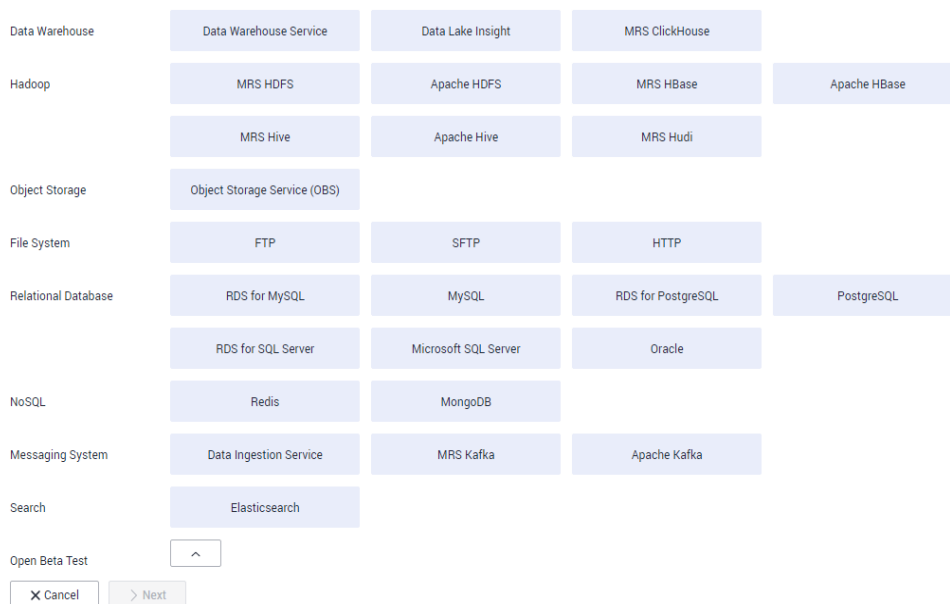 Data Warehouse Data Warehouse Service Data Lake Insight MRS ClickHouse
Hadoop MRS HDFS Apache HDFS MRS HBase Apache HBase
MRS Hive Apache Hive MRS Hudi
Object Storage Object Storage Service (OBS)
File System FTP SFTP HTTP
Relational Database RDS for MySQL MySQL RDS for PostgreSQL PostgreSQL
RDS for SQL Server Microsoft SQL Server Oracle
NoSQL Redis MongoDB
Messaging System Data Ingestion Service MRS Kafka Apache Kafka
Search Elasticsearch
Open Beta Test
Cancel Next